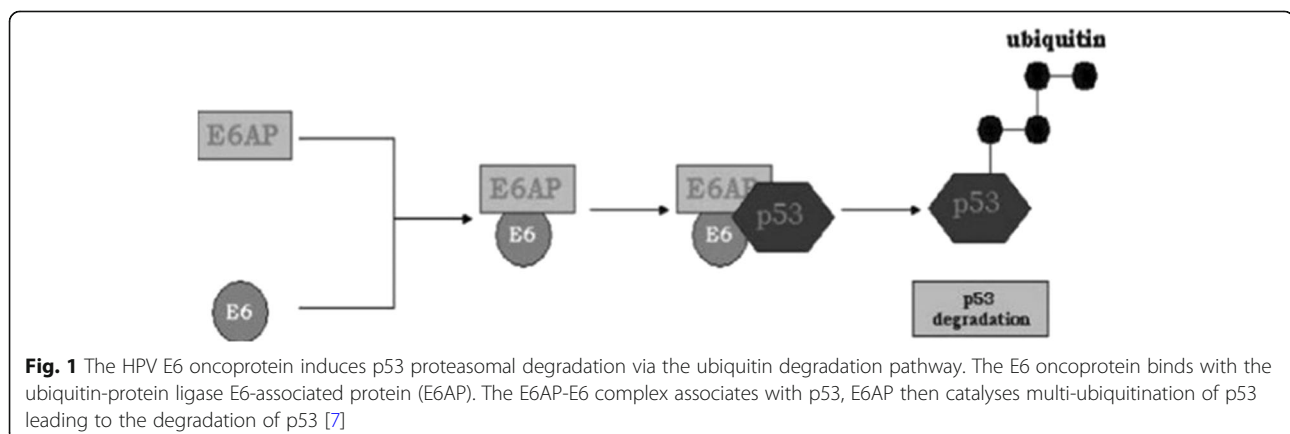 ubiquitin
E6AP
E6AP
E6AP
p53
p53
E6
E6
E6
p53
degradation
Fig. 1 The HPV E6 oncoprotein induces p53 proteasomal degradation via the ubiquitin degradation pathway. The E6 oncoprotein binds with the
ubiquitin-protein ligase E6-associated protein (E6AP). The E6AP-E6 complex associates with p53, E6AP then catalyses multi-ubiquitination of p53
leading to the degradation of p53 [7]